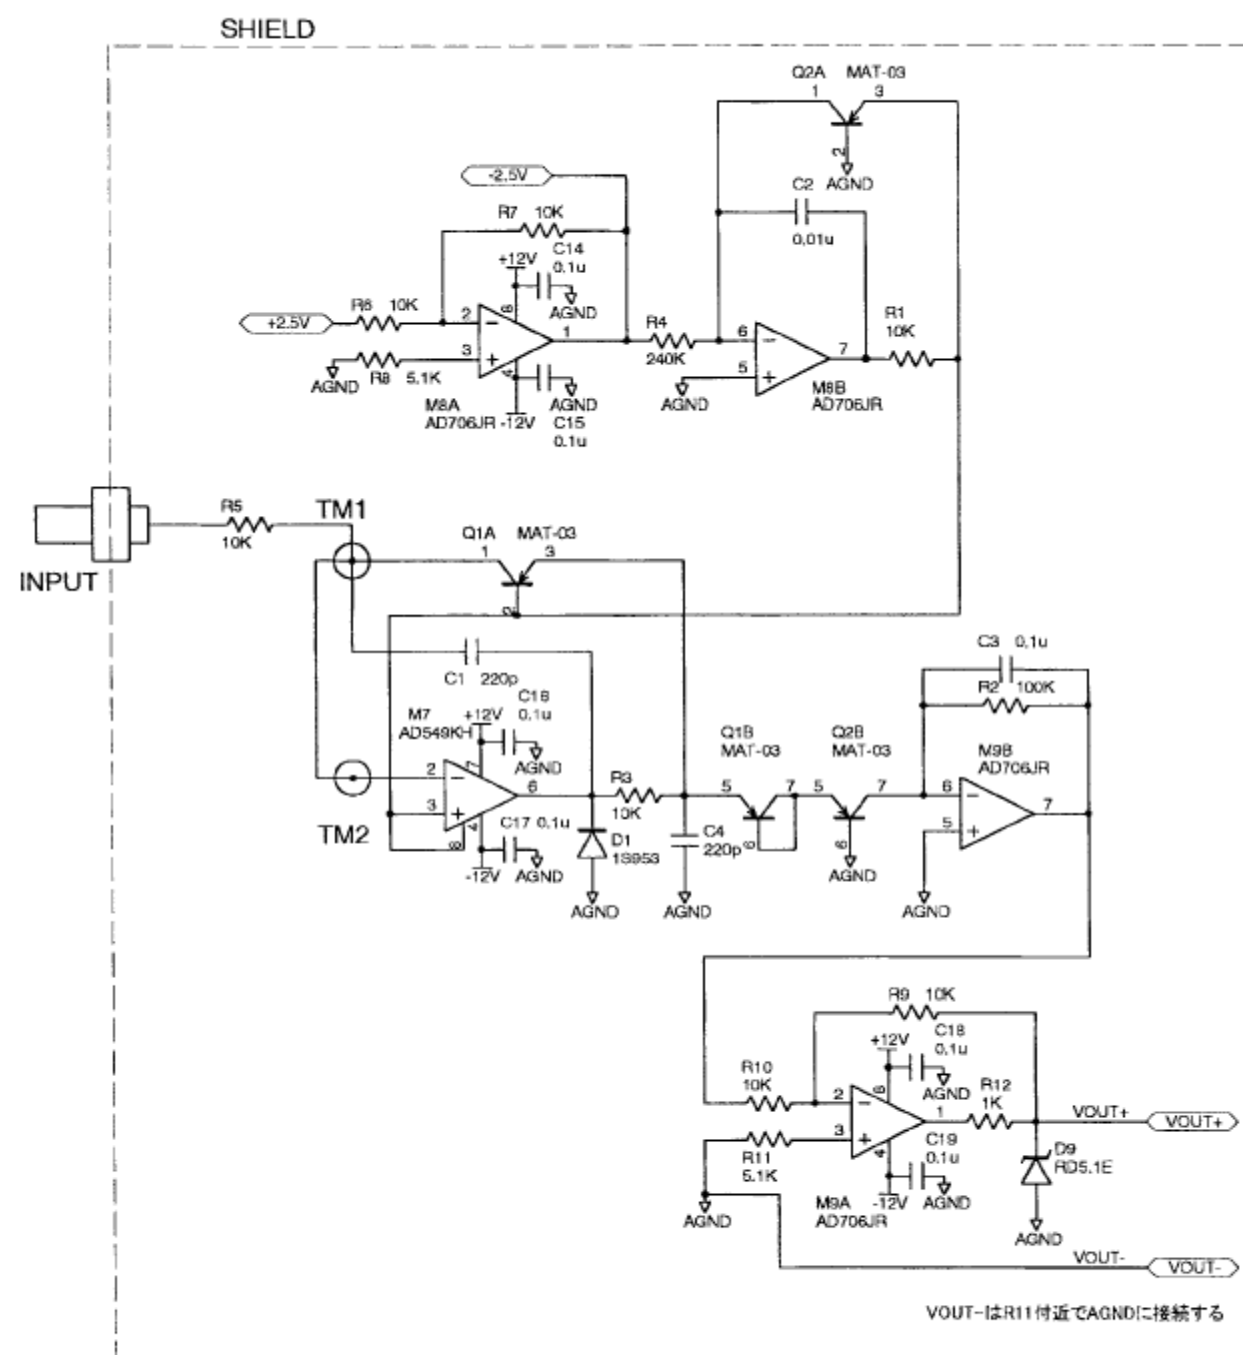 SHIELD
Q2A MAT-03
1 3
2
AGND
C2
0,01u
-2,5V
R7 10K
C14
0.1u
+12V
AGND
8
R6 10K
+2.5V
2
1
3
AGND
R8 5.1K
4
AGND
C15
0.1u
M8A
AD706JR
-12V
R4
240K
6
5
7
AGND
M8B
AD706JR
R1
10K
R5
10K
TM1
INPUT
Q1A MAT-03
1 3
2
C1 220p
M7
AD549KH
+12V
C16
0.1u
AGND
7
2
3
6
4
8
TM2
C17 0.1u
AGND
-12V
R3
10K
D1
1S953
AGND
C4
220p
AGND
Q1B
MAT-03
5 7
6
Q2B
MAT-03
5 7
6
AGND
C3 0,1u
R2 100K
M9B
AD706JR
6
5
7
AGND
R9 10K
C18
0,1u
+12V
AGND
8
R10
10K
2
3
1
R11
5.1K
AGND
4
C19
0.1u
AGND
-12V
M9A
AD706JR
R12
1K
VOUT+
VOUT+
D9
RD5.1E
AGND
VOUT-
VOUT-
VOUT-はR11付近でAGNDに接続する